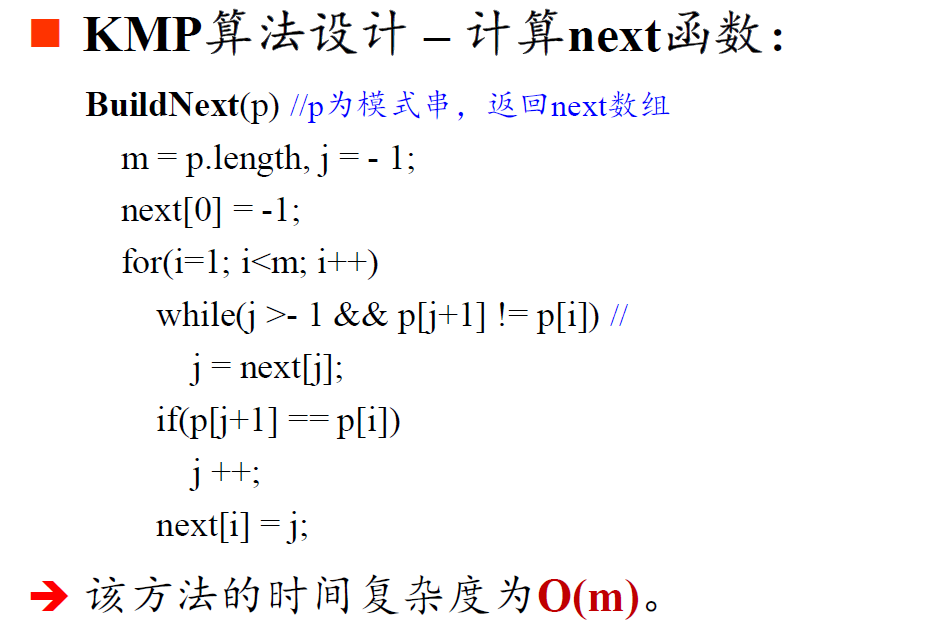 KMP算法设计 – 计算next函数:
BuildNext(p) //p为模式串，返回next数组
m = p.length, j = - 1;
next[0] = -1;
for(i=1; i<m; i++)
while(j >- 1 && p[j+1] != p[i]) //
j = next[j];
if(p[j+1] == p[i])
j ++;
next[i] = j;
该方法的时间复杂度为O(m)。